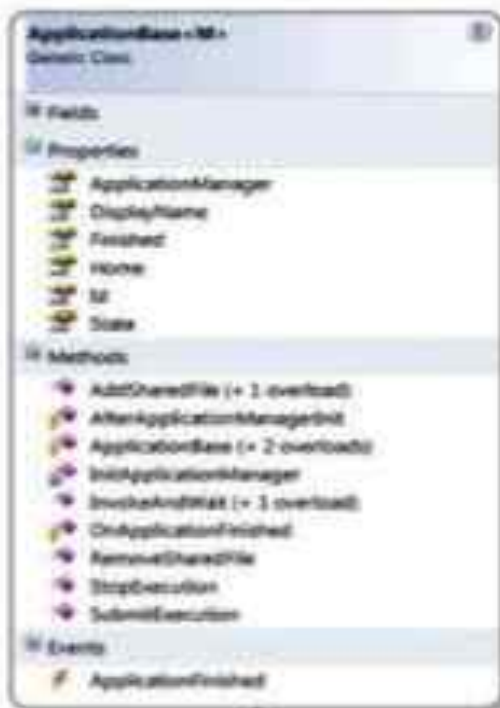 ApplicationBase<M>
Generic Class
Fields
Properties
ApplicationManager
DisplayName
Finished
Home
Id
State
Methods
AddSharedFile (+ 1 overload)
AfterApplicationManagerInit
ApplicationBase (+ 2 overloads)
InitApplicationManager
InvokeAndWait (+ 1 overload)
OnApplicationFinished
RemoveSharedFile
StopExecution
SubmitExecution
Events
ApplicationFinished